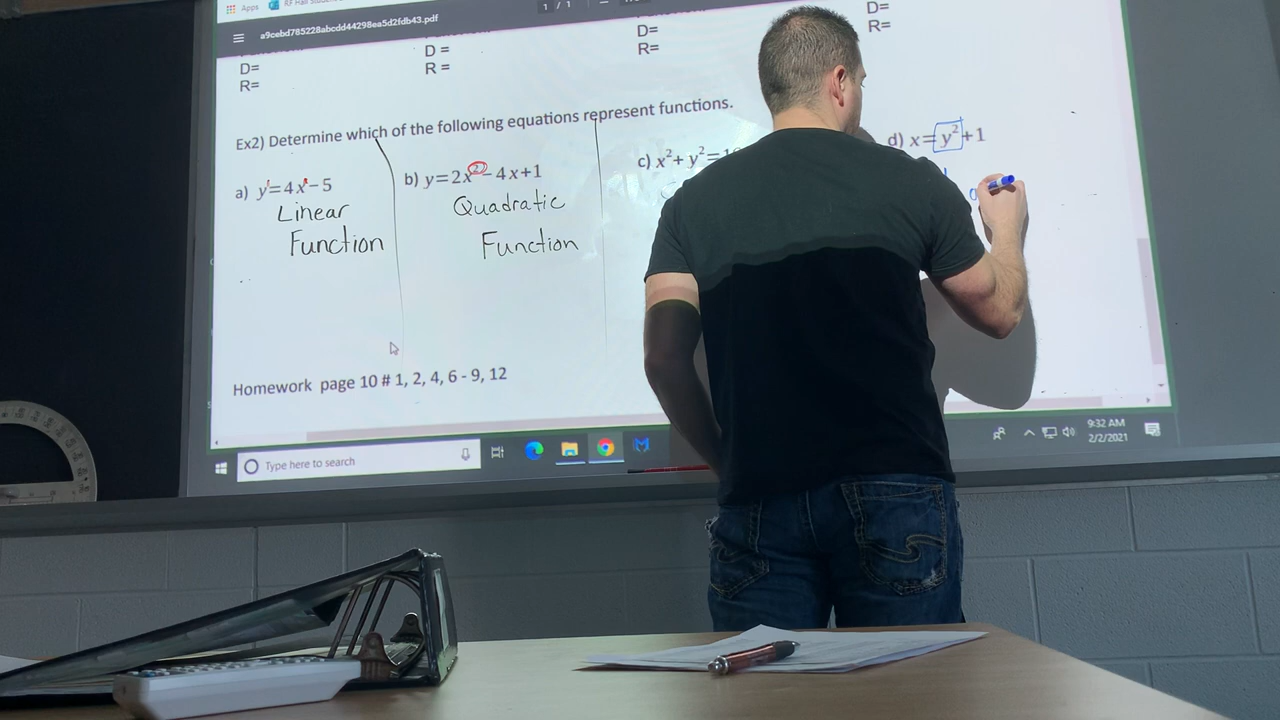 Apps
1 / 1
a9cebd785228abcdd44298ea5d2fdb43.pdf
D=
R=
D =
R =
D=
R=
D=
R=
Ex2) Determine which of the following equations represent functions.
a) y¹=4x¹-5
Linear
Function
b) y=2x²-4x+1
Quadratic
Function
c) x²+y²=
d) x=y²+1
Homework page 10 # 1, 2, 4, 6 - 9, 12
Type here to search
9:32 AM
2/2/2021